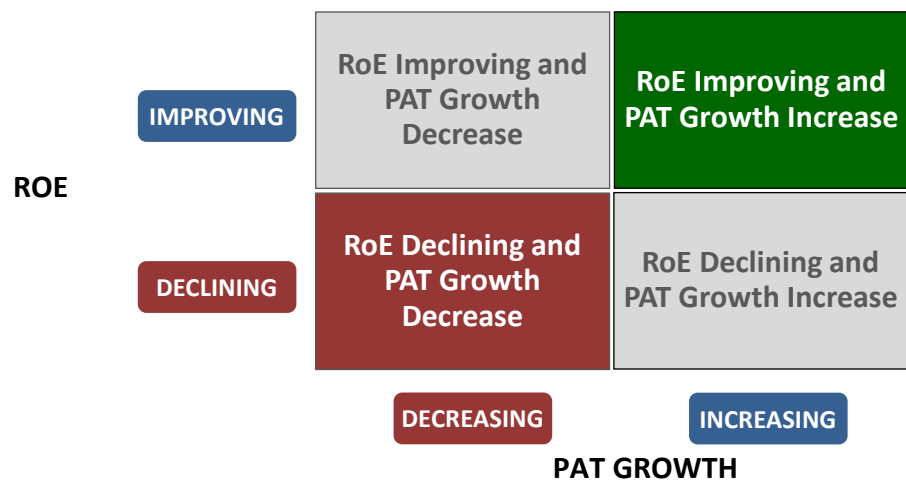 RoE Improving and
PAT Growth
Decrease
RoE Improving and
PAT Growth Increase
IMPROVING
ROE
RoE Declining and
PAT Growth
Decrease
RoE Declining and
PAT Growth Increase
DECLINING
DECREASING
INCREASING
PAT GROWTH